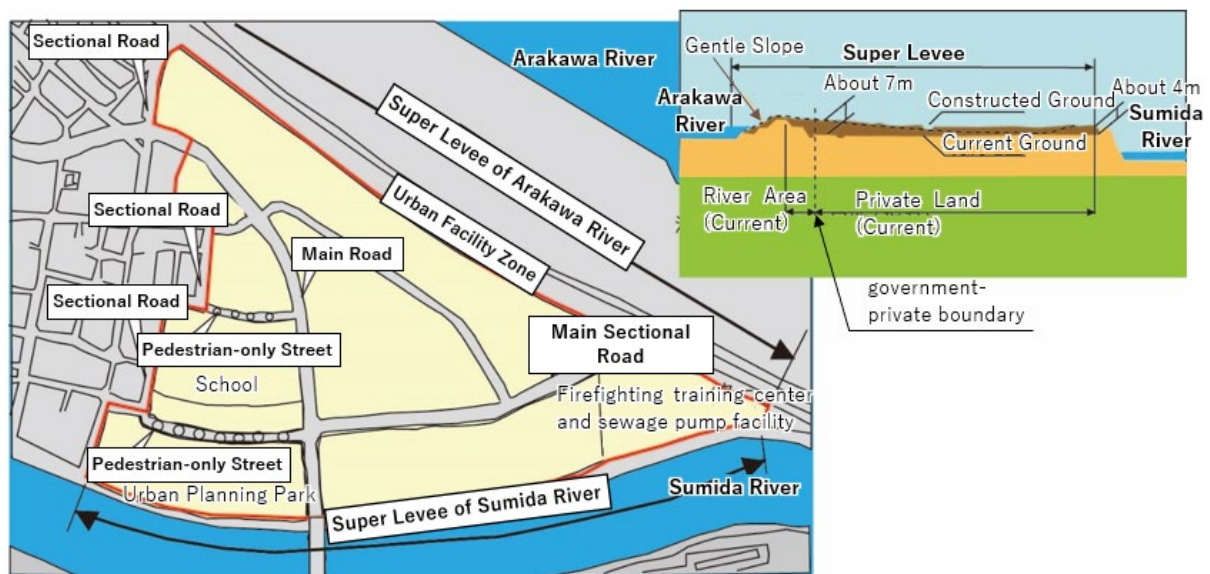 Sectional Road
Arakawa River
Super Levee of Arakawa River
Urban Facility Zone
Sectional Road
Main Road
Sectional Road
Pedestrian-only Street
School
Main Sectional
Road
Firefighting training center
and sewage pump facility
Pedestrian-only Street
Urban Planning Park
Super Levee of Sumida River
Sumida River
Gentle Slope
Super Levee
About 7m
About 4m
Arakawa
River
Constructed Ground
Sumida
River
Current Ground
River Area
(Current)
Private Land
(Current)
government-
private boundary